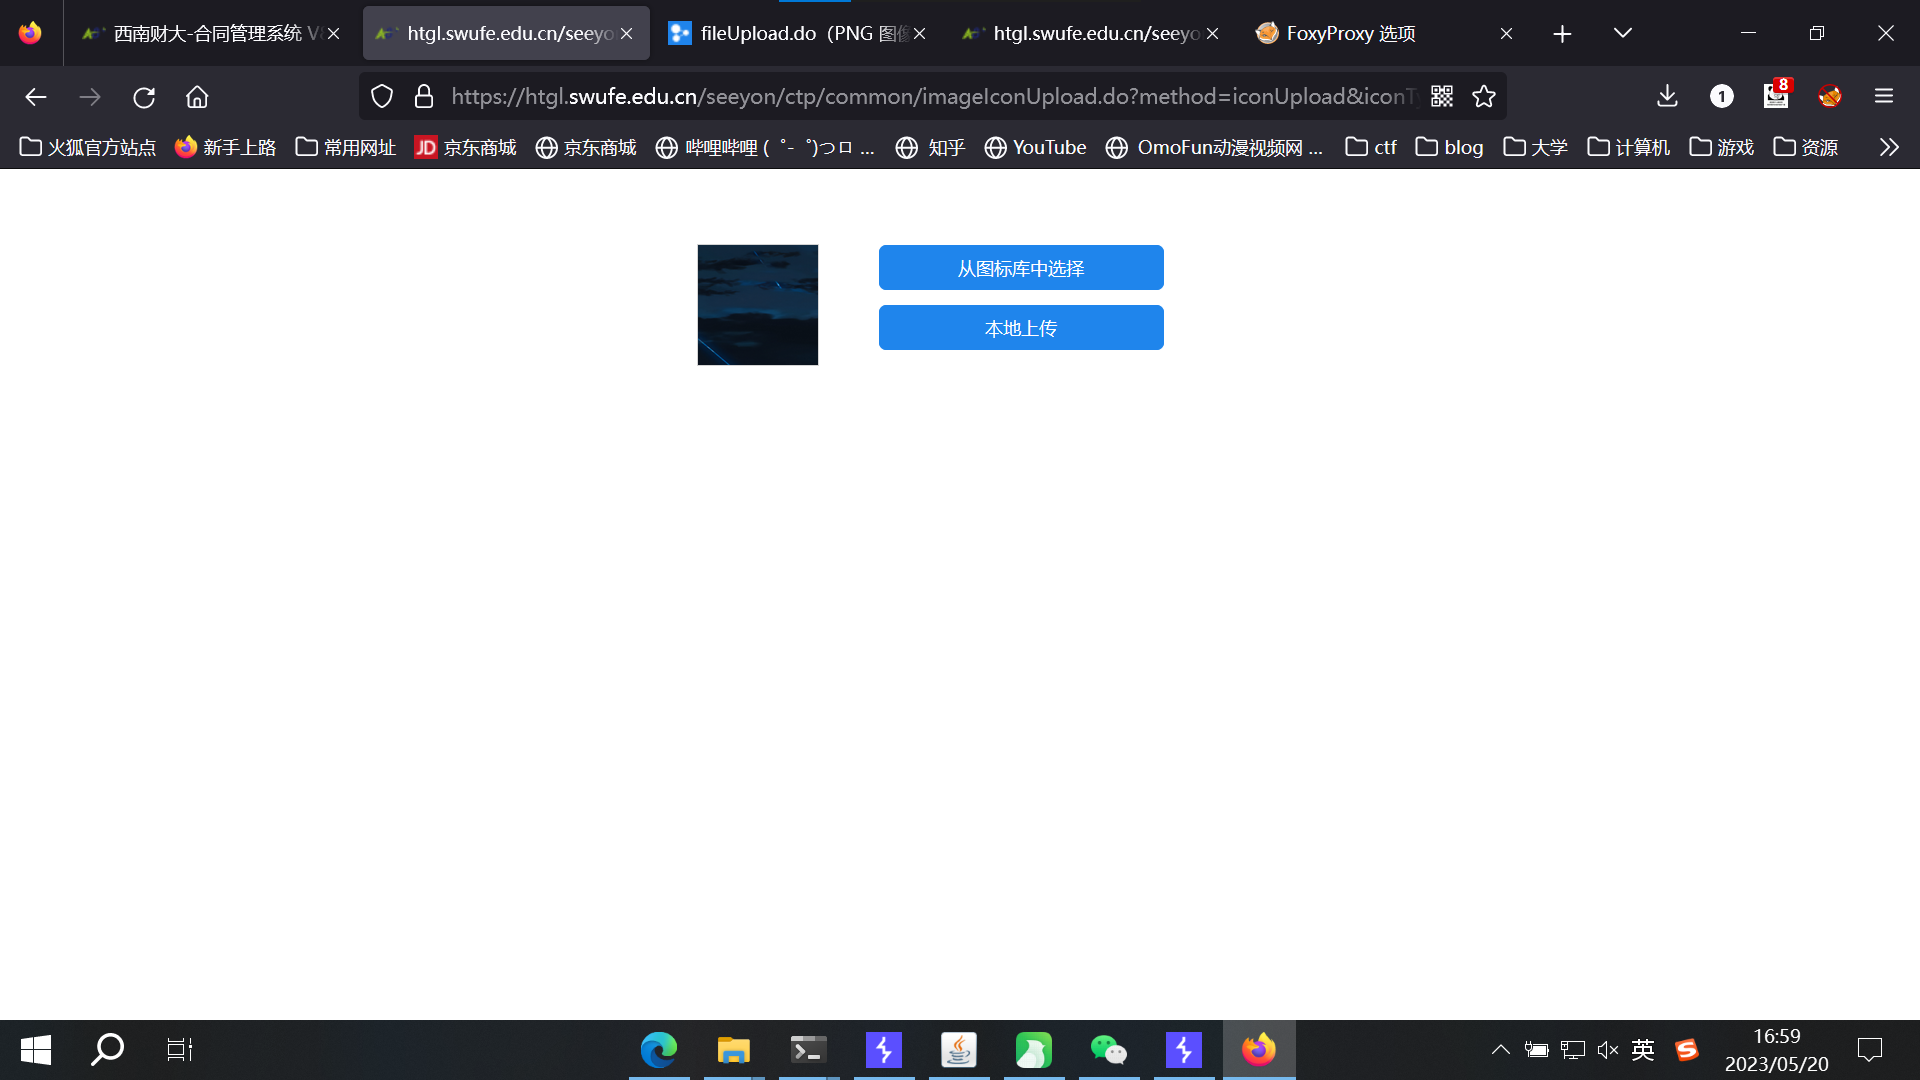 西南财大-合同管理系统 V
htgl.swufe.edu.cn/seeyo
fileUpload.do（PNG 图像
htgl.swufe.edu.cn/seeyo
FoxyProxy 选项
https://htgl.swufe.edu.cn/seeyon/ctp/common/imageIconUpload.do?method=iconUpload&iconT
1
8
火狐官方站点
新手上路
常用网址
JD 京东商城
京东商城
哔哩哔哩 ( ゜- ゜)つロ ...
知乎
YouTube
OmoFun动漫视频网 ...
ctf
blog
大学
计算机
游戏
资源
从图标库中选择
本地上传
英
16:59
2023/05/20